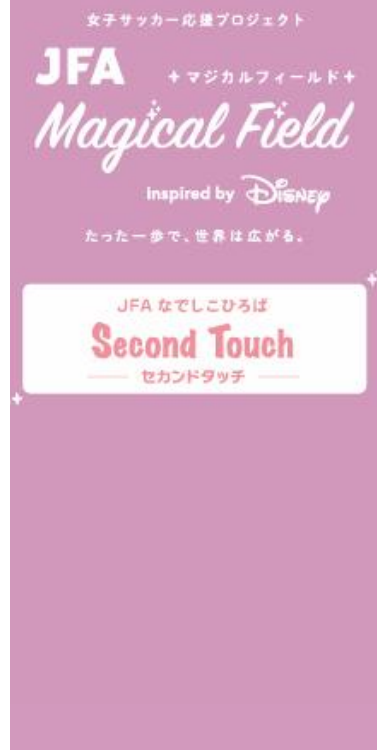 女子サッカー応援プロジェクト
JFA +マジカルフィールド+
Magical Field
inspired by Disney
たった一歩で、世界は広がる。
JFA なでしこひろば
Second Touch
セカンドタッチ